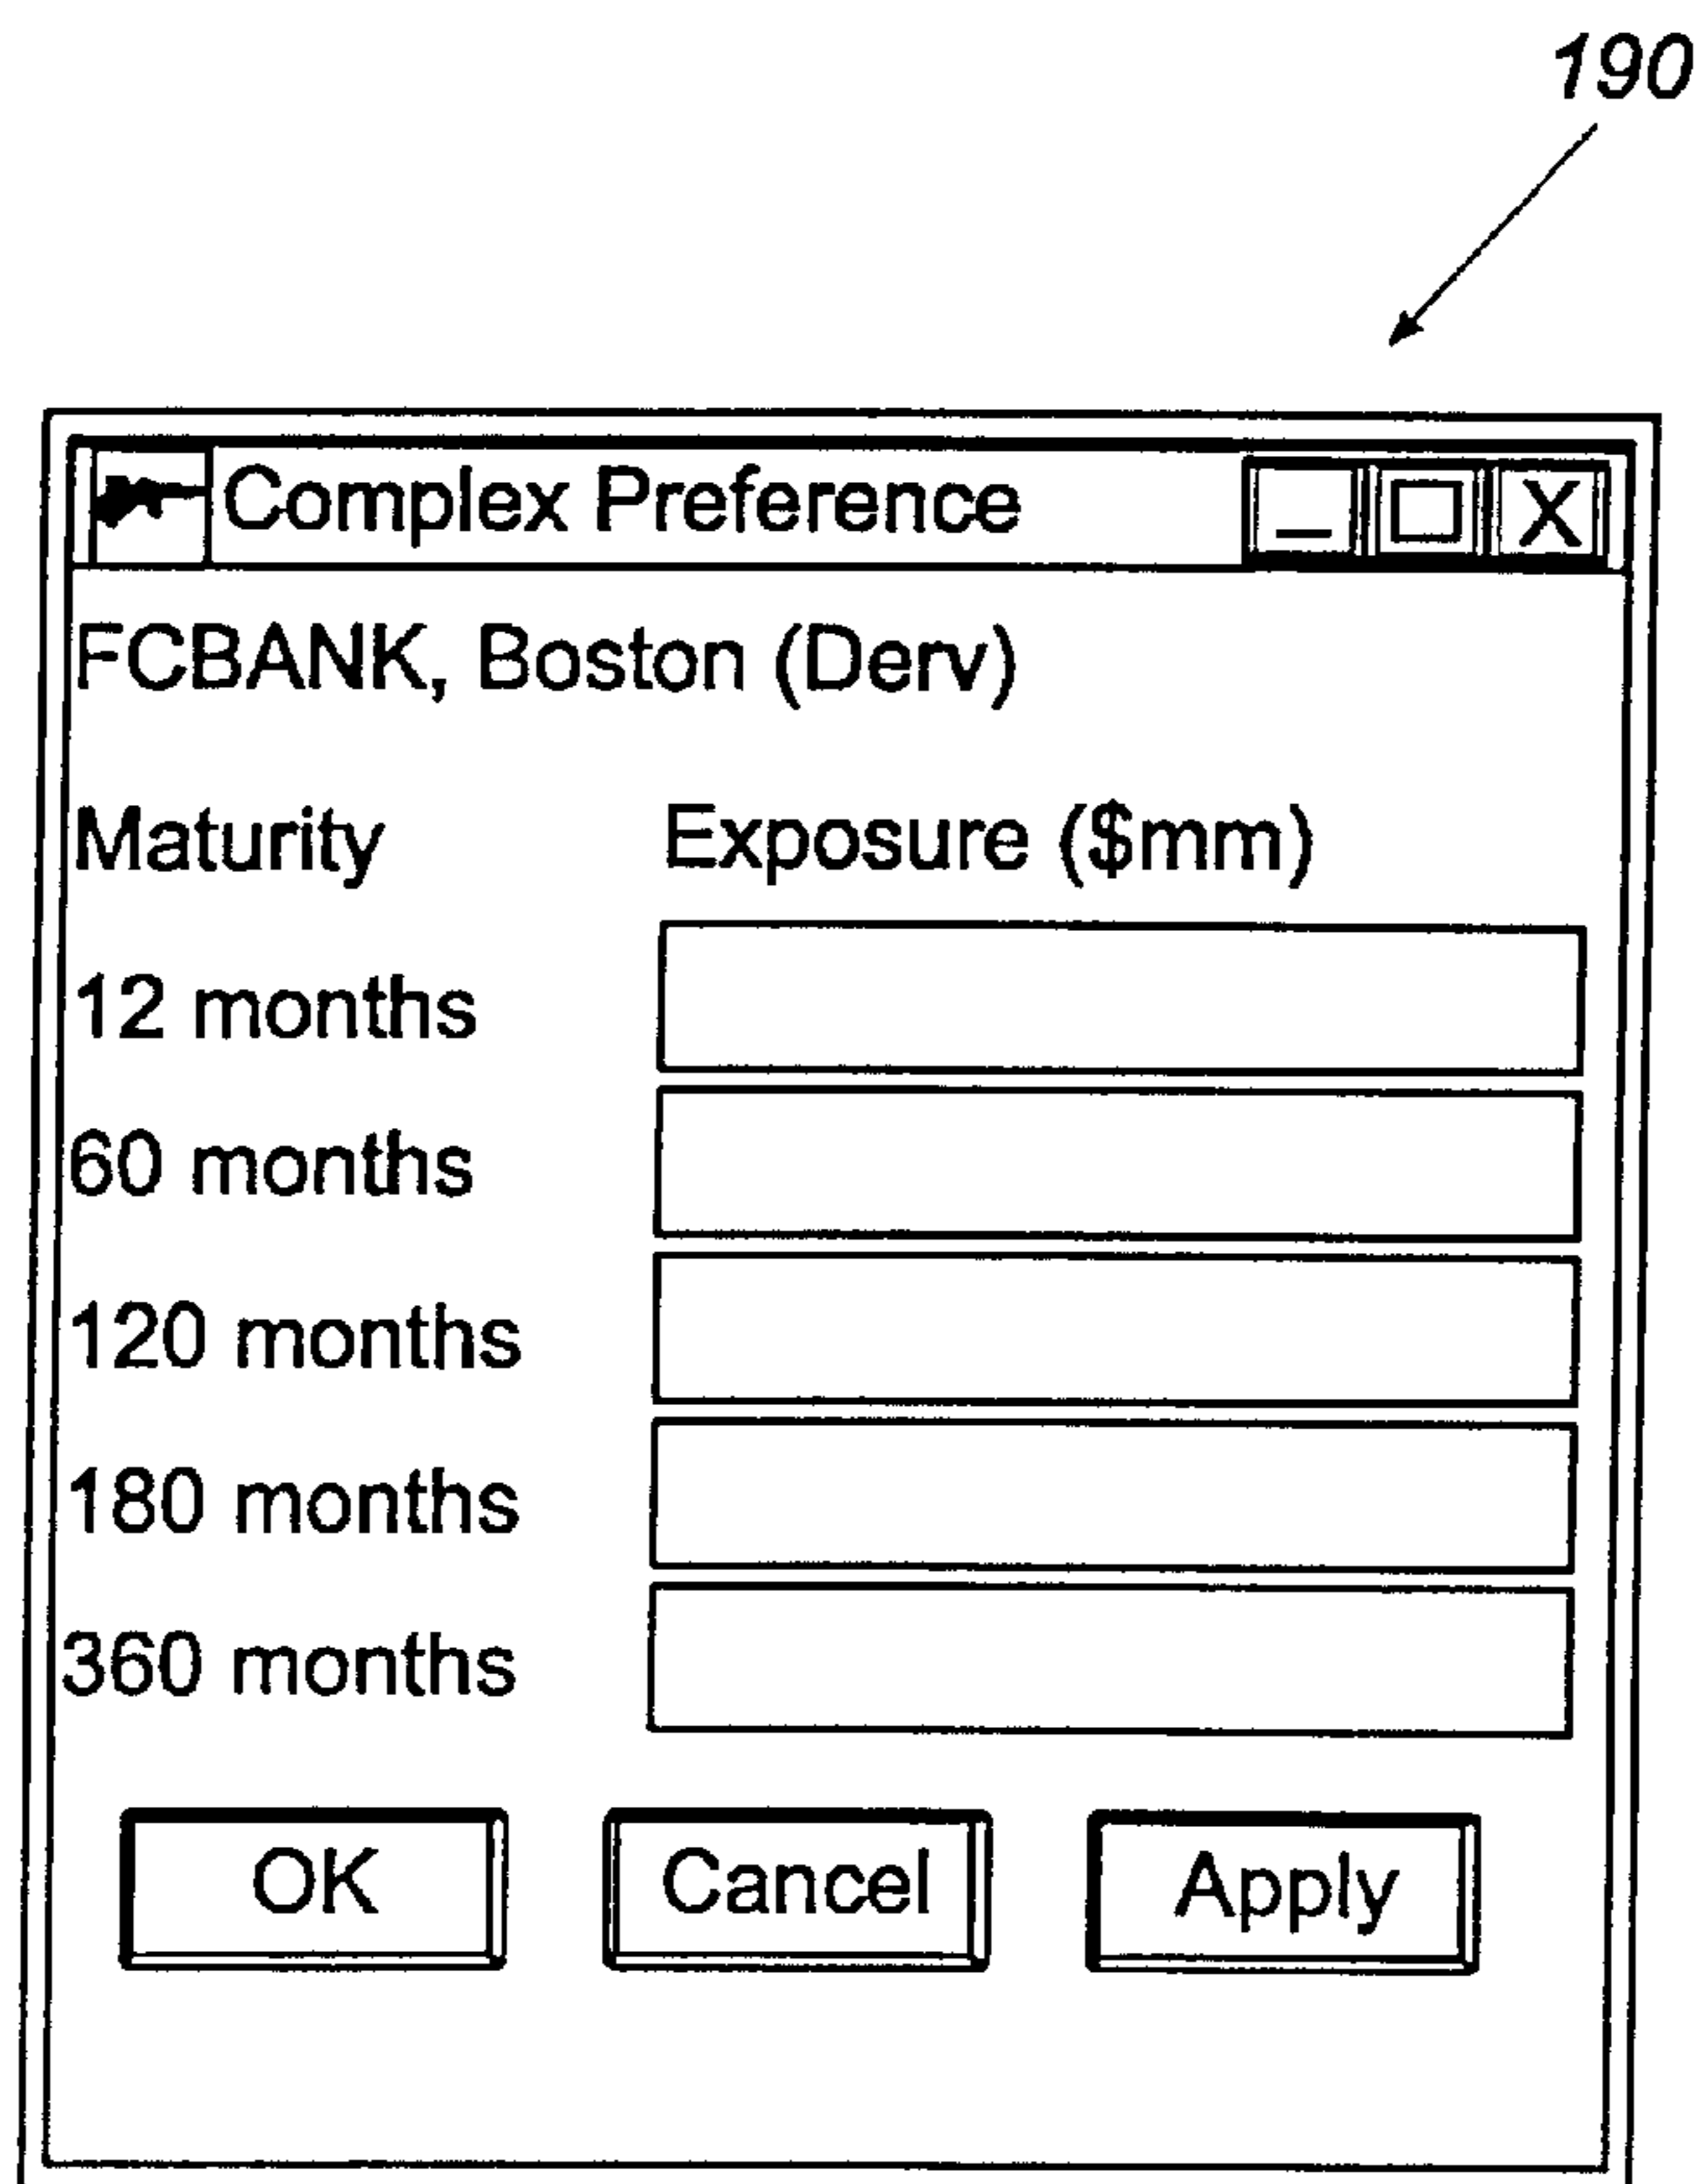 190
Complex Preference
FCBANK, Boston (Derv)
Maturity Exposure ($mm)
12 months
60 months
120 months
180 months
360 months
OK Cancel Apply